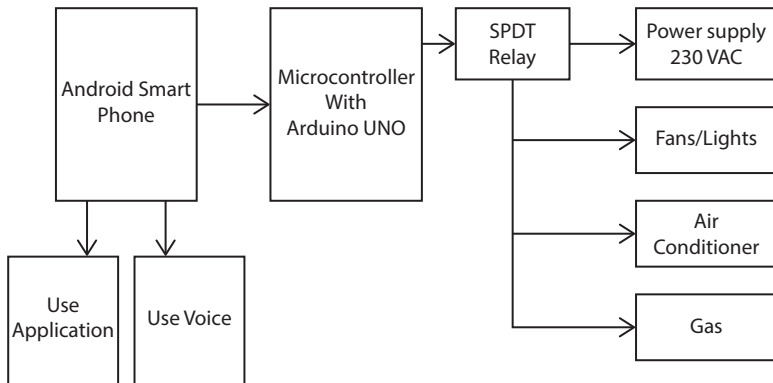 Android Smart
Phone
Microcontroller
With
Arduino UNO
SPDT
Relay
Power supply
230 VAC
Fans/Lights
Air
Conditioner
Gas
Use
Application
Use Voice